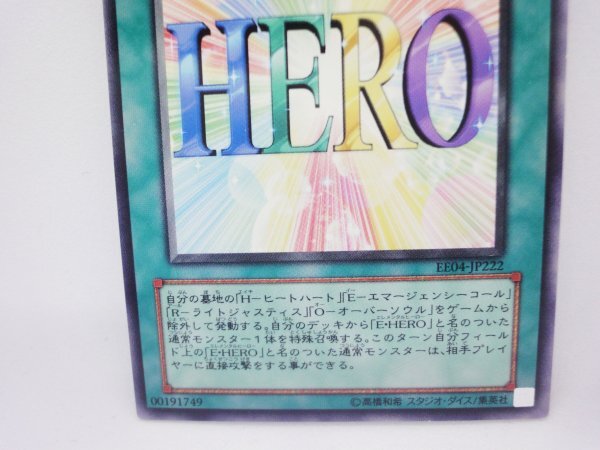 HERO
EE04-JP222
自分の墓地の「H-ヒートハート」「E-エマージェンシーコール」
「R-ライトジャスティス」「O-オーバーソウル」をゲームから
除外して発動する。自分のデッキから「E・HERO」と名のついた
通常モンスター1体を特殊召喚する。このターン自分フィール
ド上の「E・HERO」と名のついた通常モンスターは、相手プレイ
ヤーに直接攻撃をする事ができる。
00191749 ©高橋和希 スタジオ・ダイス/集英社